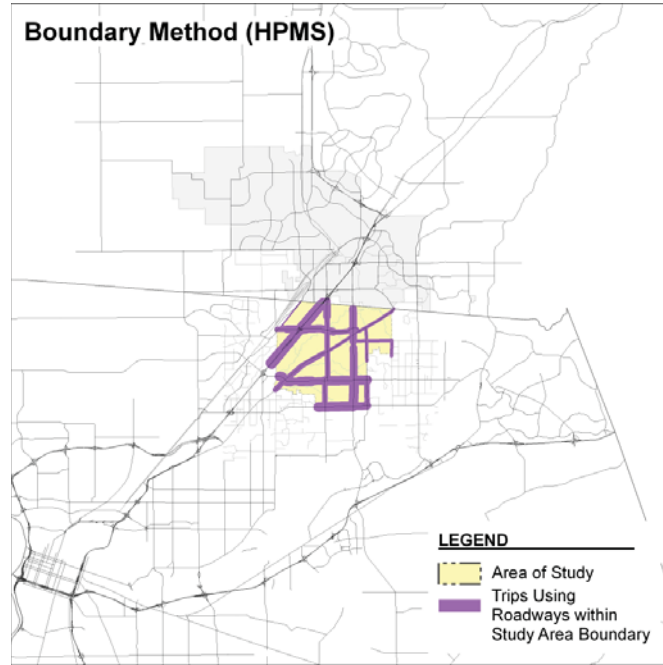 Boundary Method (HPMS)
LEGEND
Area of Study
Trips Using
Roadways within
Study Area Boundary